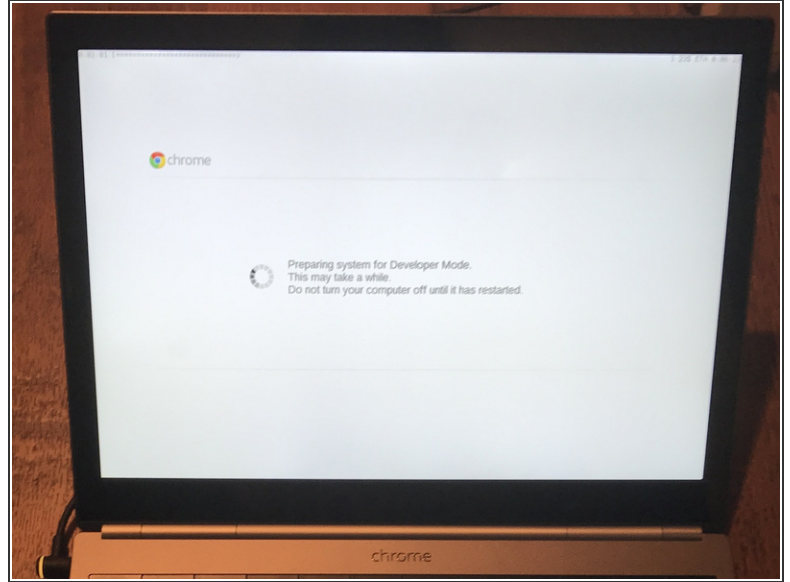 chrome
Preparing system for Developer Mode.
This may take a while.
Do not turn your computer off until it has restarted.
chrome